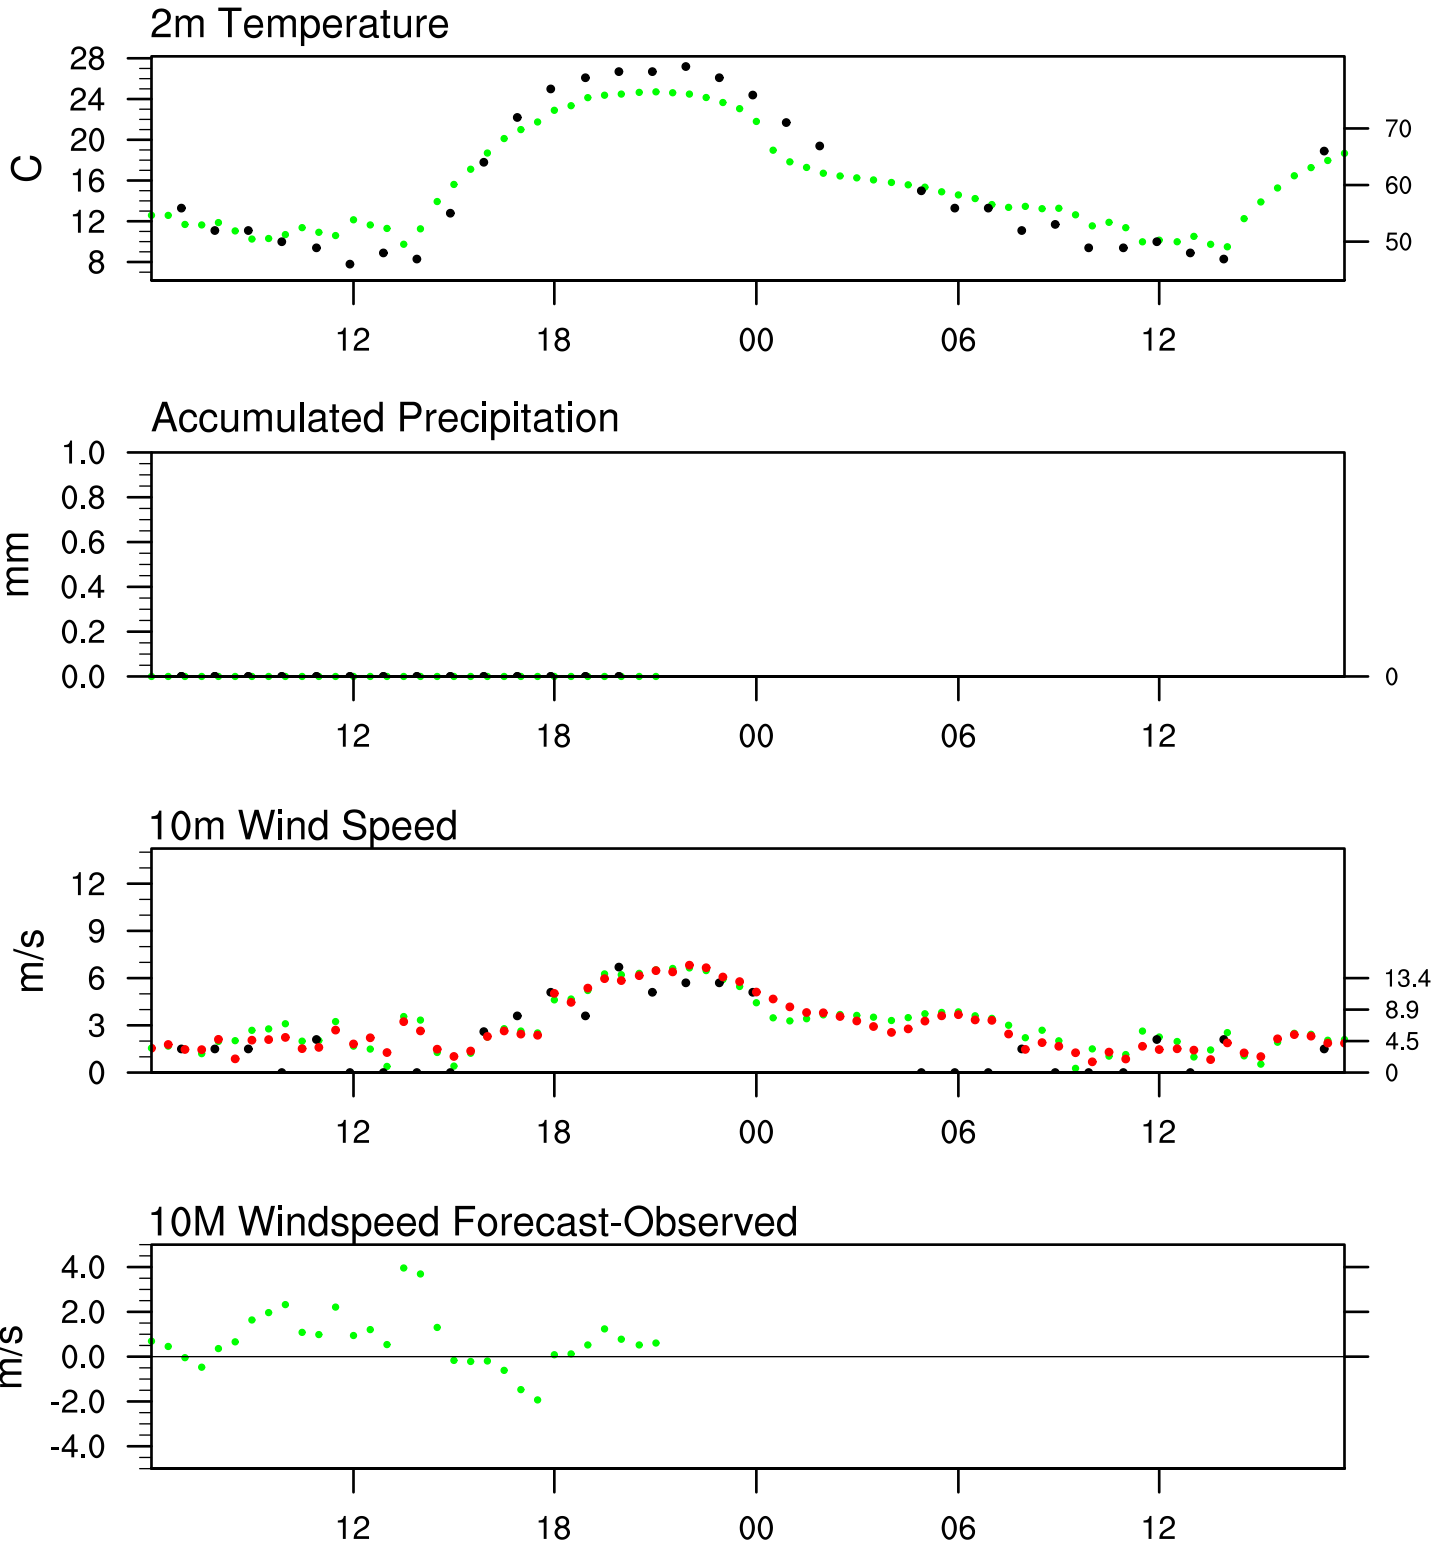 2m Temperature
28
24
20
16
12
8
C
70
60
50
12 18 00 06 12
Accumulated Precipitation
1.0
0.8
0.6
0.4
0.2
0.0
mm
0
12 18 00 06 12
10m Wind Speed
12
9
6
3
0
m/s
13.4
8.9
4.5
0
12 18 00 06 12
10M Windspeed Forecast-Observed
4.0
2.0
0.0
-2.0
-4.0
m/s
12 18 00 06 12